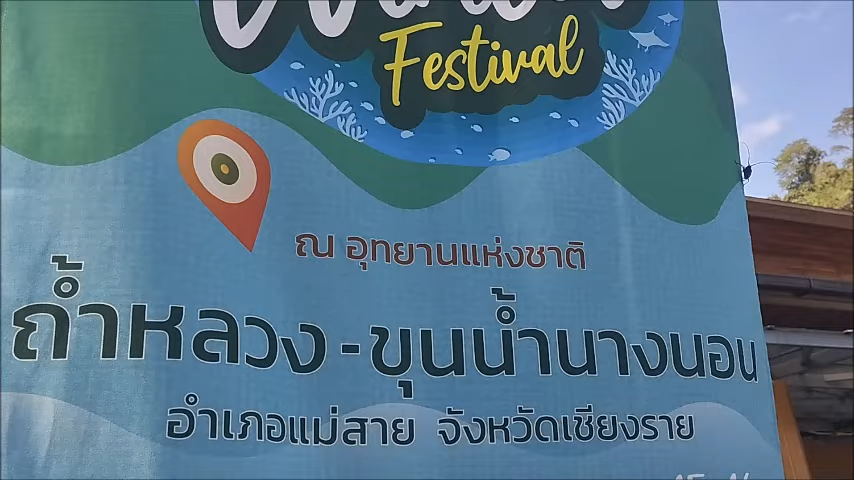 Festival
ณ อุทยานแห่งชาติ
ถ้ำหลวง - ขุนน้ำนางนอน
อำเภอแม่สาย จังหวัดเชียงราย